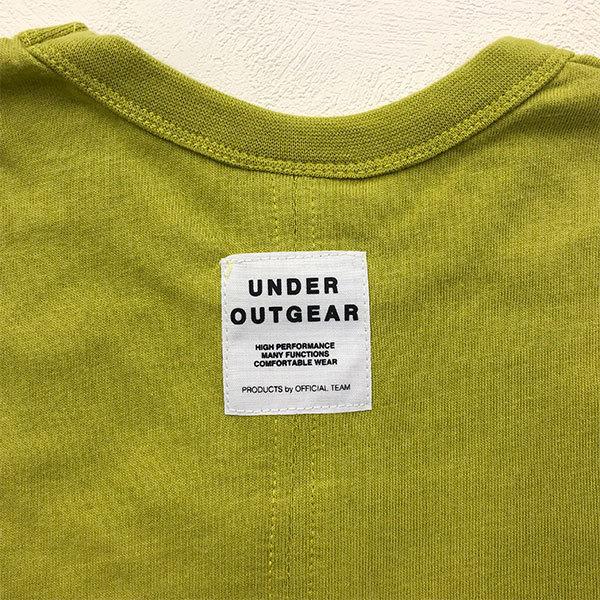 UNDER
OUTGEAR
HIGH PERFORMANCE
MANY FUNCTIONS
COMFORTABLE WEAR
PRODUCTS by OFFICIAL TEAM